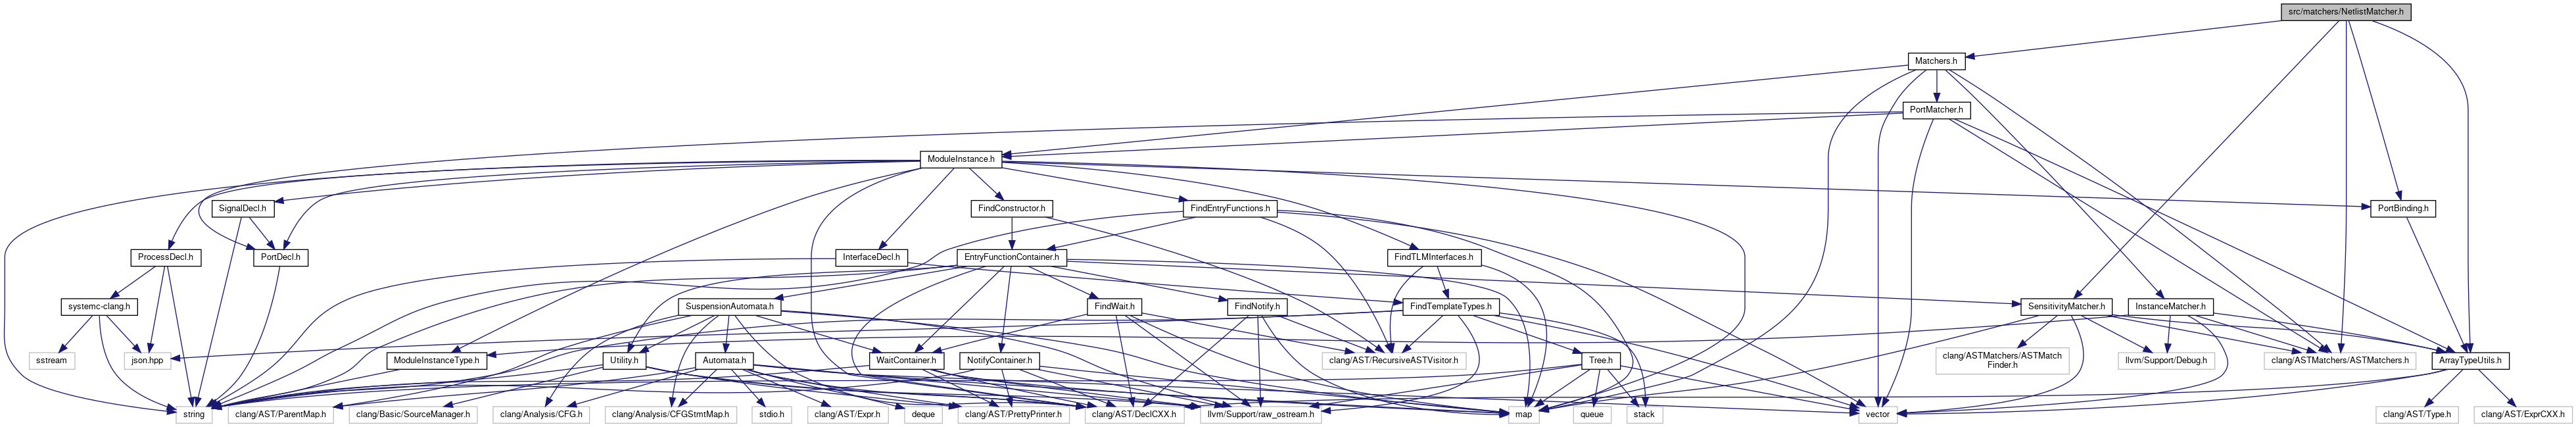 src/matchers/NetlistMatcher.h
Matchers.h
PortMatcher.h
ModuleInstance.h
SignalDecl.h
FindConstructor.h
FindEntryFunctions.h
PortBinding.h
ProcessDecl.h
PortDecl.h
InterfaceDecl.h
EntryFunctionContainer.h
FindTLMInterfaces.h
systemc-clang.h
SuspensionAutomata.h
FindWait.h
FindNotify.h
FindTemplateTypes.h
SensitivityMatcher.h
InstanceMatcher.h
sstream
json.hpp
ModuleInstanceType.h
Utility.h
Automata.h
WaitContainer.h
NotifyContainer.h
clang/AST/RecursiveASTVisitor.h
Tree.h
clang/ASTMatchers/ASTMatch
Finder.h
llvm/Support/Debug.h
clang/ASTMatchers/ASTMatchers.h
ArrayTypeUtils.h
string
clang/AST/ParentMap.h
clang/Basic/SourceManager.h
clang/Analysis/CFG.h
clang/Analysis/CFGStmtMap.h
stdio.h
clang/AST/Expr.h
deque
clang/AST/PrettyPrinter.h
clang/AST/DeclCXX.h
llvm/Support/raw_ostream.h
map
queue
stack
vector
clang/AST/Type.h
clang/AST/ExprCXX.h